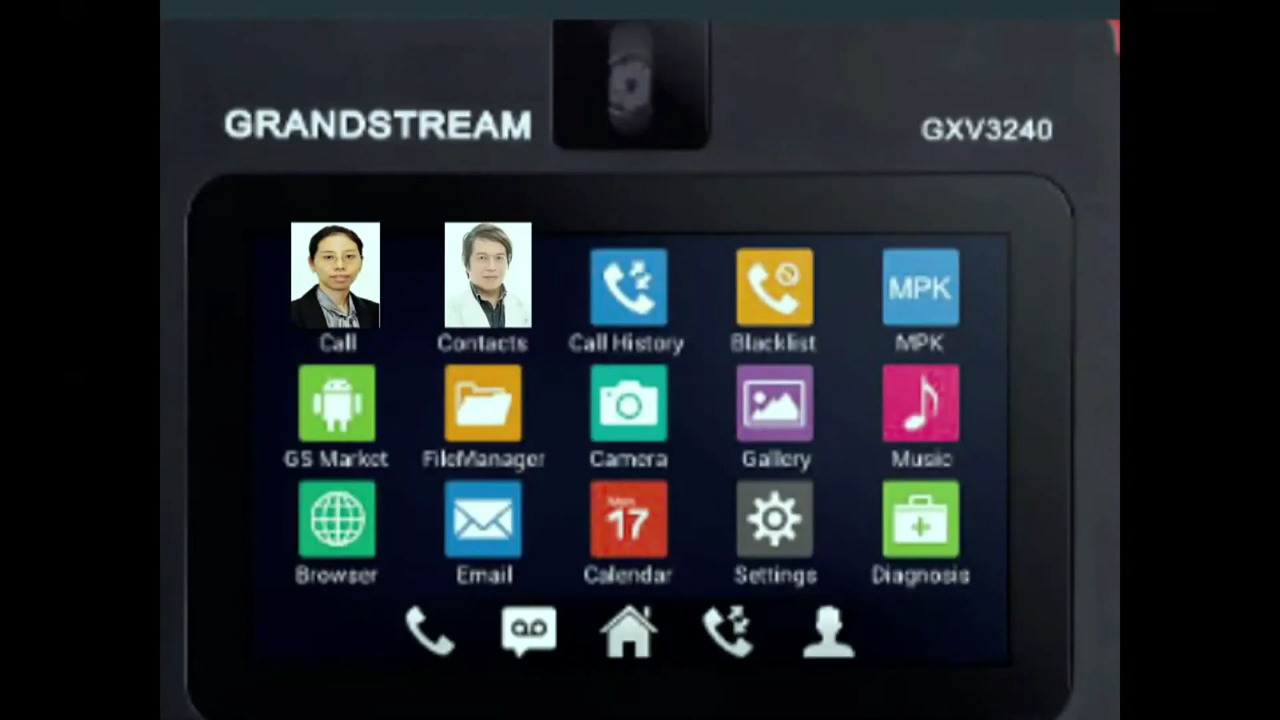 GRANDSTREAM
GXV3240
MPK
Call
Contacts
Call History
Blacklist
MPK
GS Market
FileManager
Camera
Gallery
Music
Mon
17
Browser
Email
Calendar
Settings
Diagnosis